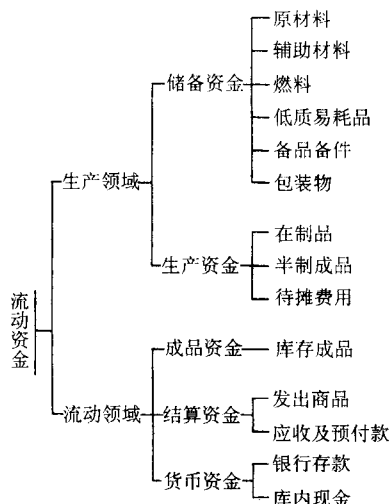 流动资金
生产领域
储备资金
原材料
辅助材料
燃料
低质易耗品
备品备件
包装物
生产资金
在制品
半制成品
待摊费用
流动领域
成品资金
库存成品
结算资金
发出商品
应收及预付款
货币资金
银行存款
库内现金